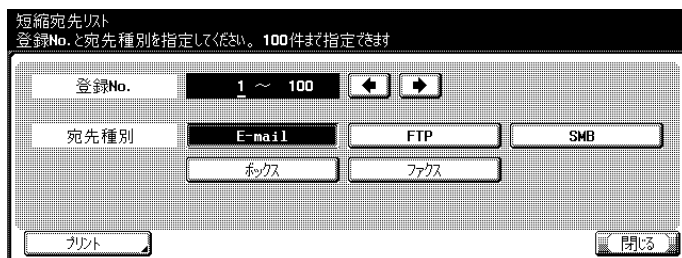 短縮宛先リスト
登録No.と宛先種別を指定してください。100件まで指定できます
登録No. 1 ～ 100
宛先種別 E-mail FTP SMB
ボックス ファクス
プリント 閉じる